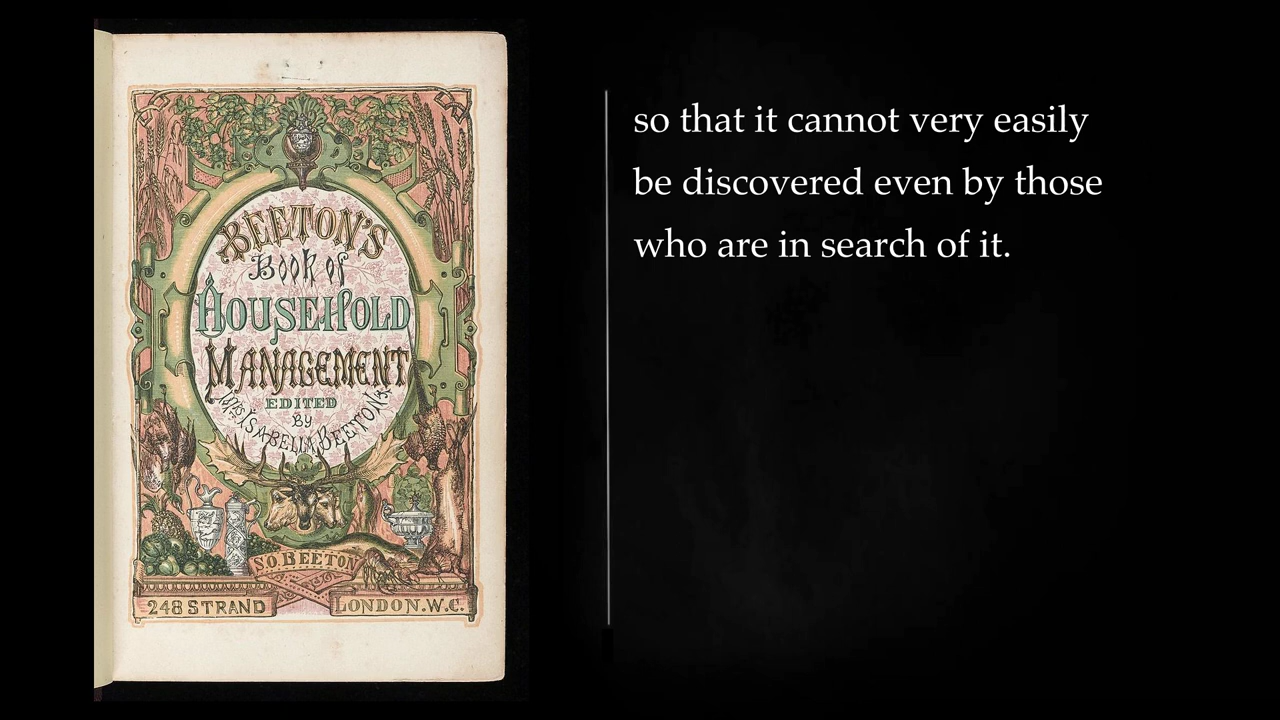 BEETON'S
Book of
HOUSEHOLD
MANAGEMENT
EDITED
BY
MRS ISABELLA BEETON
S.O. BEETON
248 STRAND
LONDON. W.C.
so that it cannot very easily
be discovered even by those
who are in search of it.